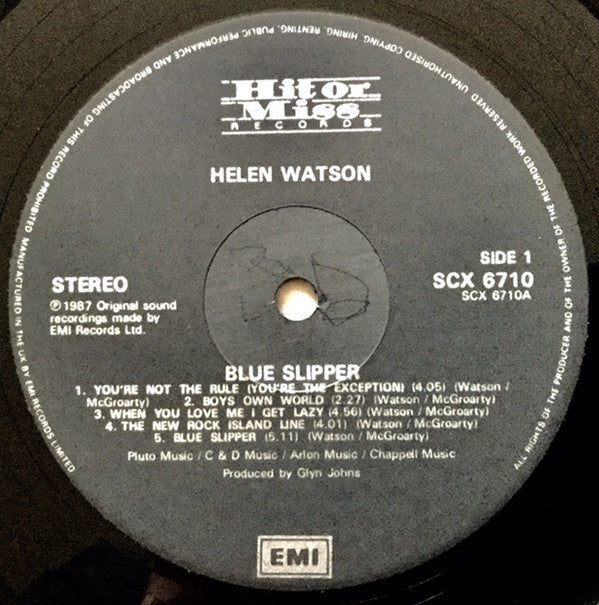 Hit or
Miss
RECORDS
HELEN WATSON
STEREO
℗1987 Original sound
recordings made by
EMI Records Ltd.
SIDE 1
SCX 6710
SCX 6710A
BLUE SLIPPER
1. YOU'RE NOT THE RULE (YOU'RE THE EXCEPTION) (4.05) (Watson /
McGroarty) 2. BOYS OWN WORLD (2.27) (Watson / McGroarty)
3. WHEN YOU LOVE ME I GET LAZY (4.56) (Watson / McGroarty)
4. THE NEW ROCK ISLAND LINE (4.01) (Watson / McGroarty)
5. BLUE SLIPPER (5.11) (Watson / McGroarty)
Pluto Music / C & D Music / Arlon Music / Chappell Music
Produced by Glyn Johns
EMI
ALL RIGHTS OF THE PRODUCER AND OF THE OWNER OF THE RECORDED WORK RESERVED UNAUTHORISED COPYING, HIRING, RENTING, PUBLIC PERFORMANCE AND BROADCASTING OF THIS RECORD PROHIBITED MANUFACTURED IN THE UK BY EMI RECORDS LIMITED